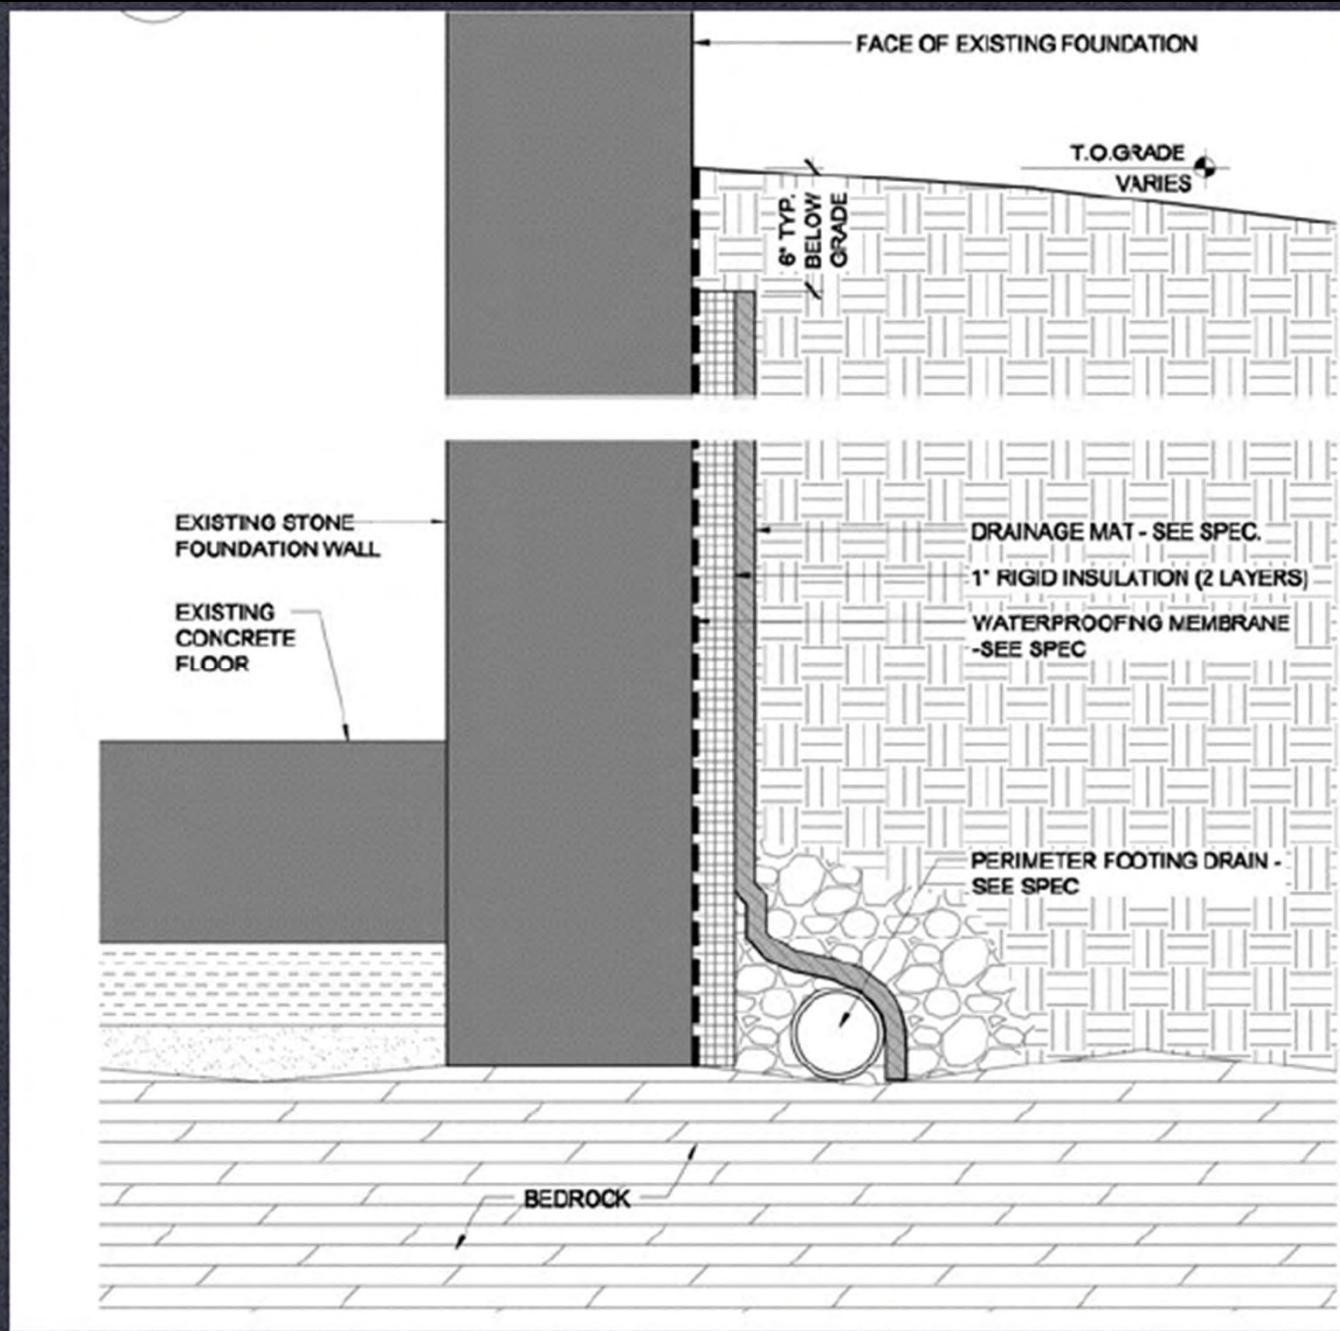 FACE OF EXISTING FOUNDATION
T.O.GRADE
VARIES
6" TYP.
BELOW
GRADE
EXISTING STONE
FOUNDATION WALL
EXISTING
CONCRETE
FLOOR
DRAINAGE MAT - SEE SPEC.
1" RIGID INSULATION (2 LAYERS)
WATERPROOFING MEMBRANE
-SEE SPEC
PERIMETER FOOTING DRAIN -
SEE SPEC
BEDROCK